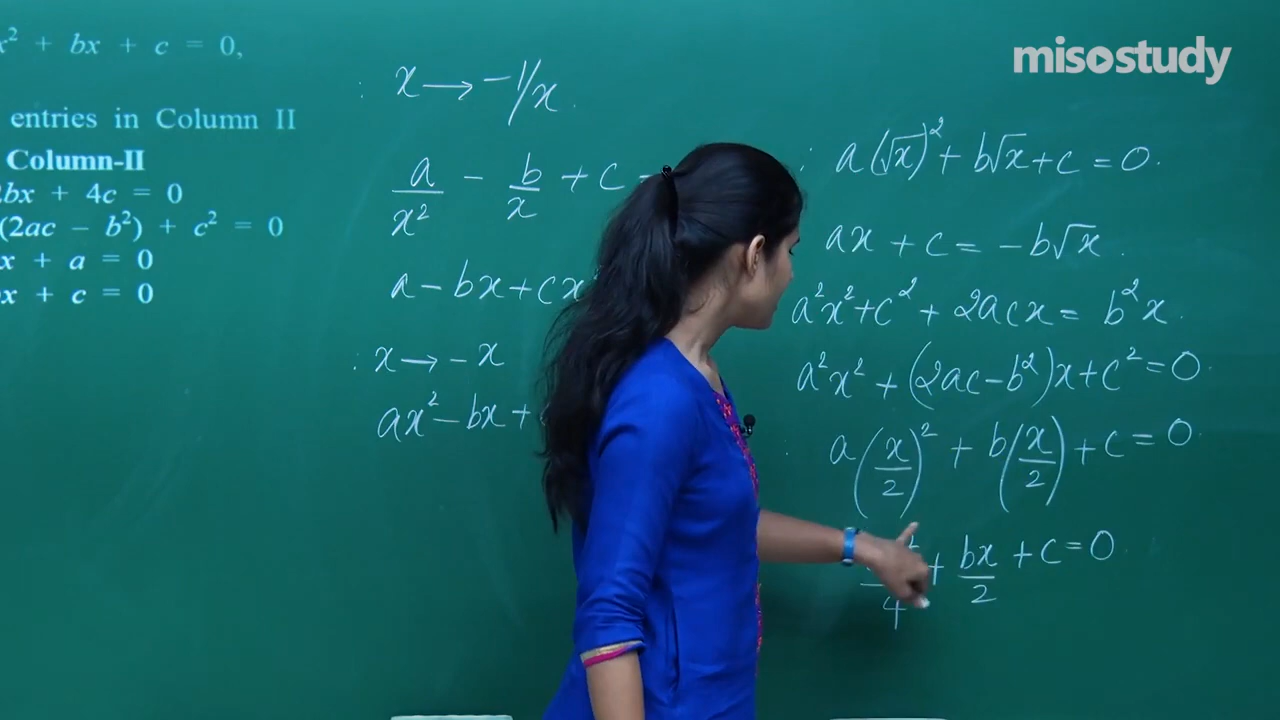 x² + bx + c = 0,
entries in Column II
Column-II
2bx + 4c = 0
(2ac − b²) + c² = 0
x + a = 0
bx + c = 0
: x → −1/x .
a/x² − b/x + c
a − bx + cx
: x → − x
ax² − bx +
misostudy
: a(√x)² + b√x + c = 0.
ax + c = −b√x .
a²x² + c² + 2acx = b²x .
a²x² + (2ac − b²)x + c² = 0.
. a(x/2)² + b(x/2) + c = 0.
4 + bx/2 + c = 0.